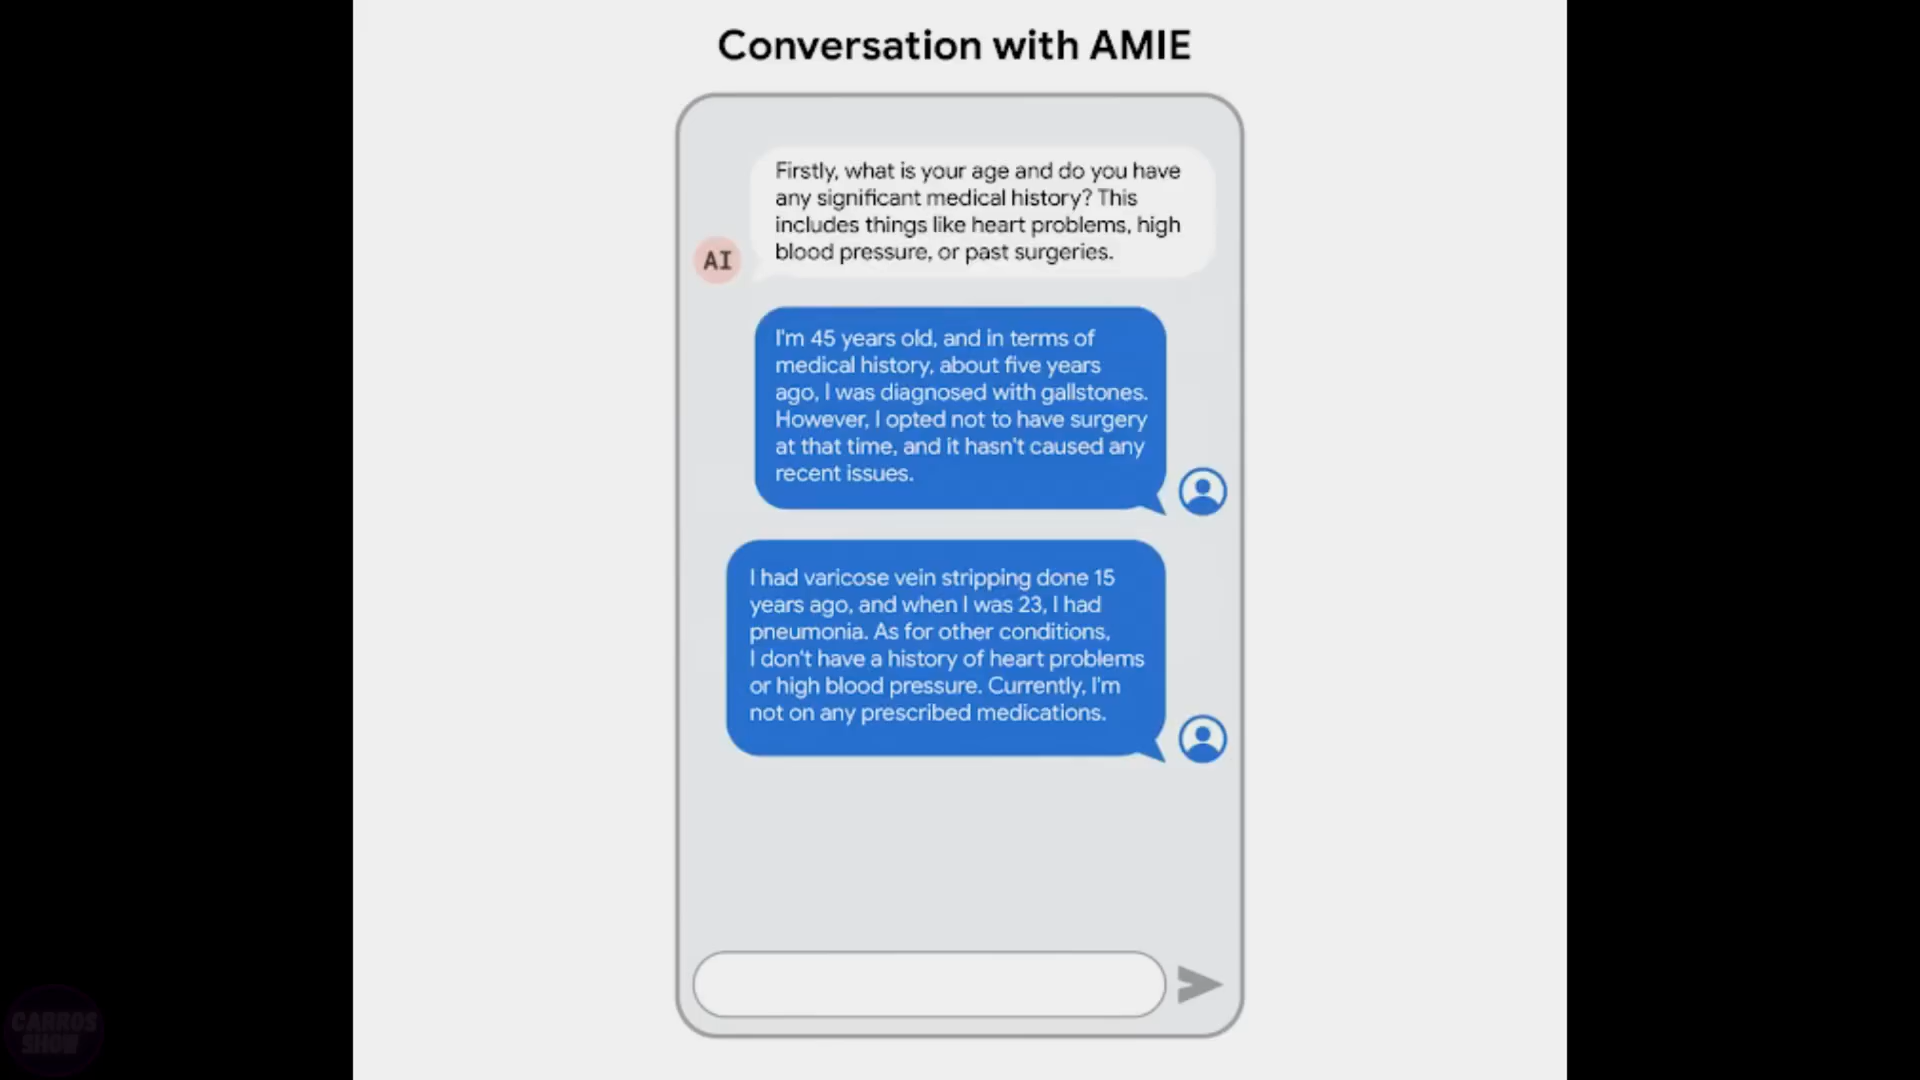 Conversation with AMIE
Firstly, what is your age and do you have
any significant medical history? This
includes things like heart problems, high
blood pressure, or past surgeries.
AI
I'm 45 years old, and in terms of
medical history, about five years
ago, I was diagnosed with gallstones.
However, I opted not to have surgery
at that time, and it hasn't caused any
recent issues.
I had varicose vein stripping done 15
years ago, and when I was 23, I had
pneumonia. As for other conditions,
I don't have a history of heart problems
or high blood pressure. Currently, I'm
not on any prescribed medications.
CARROS
SHOW